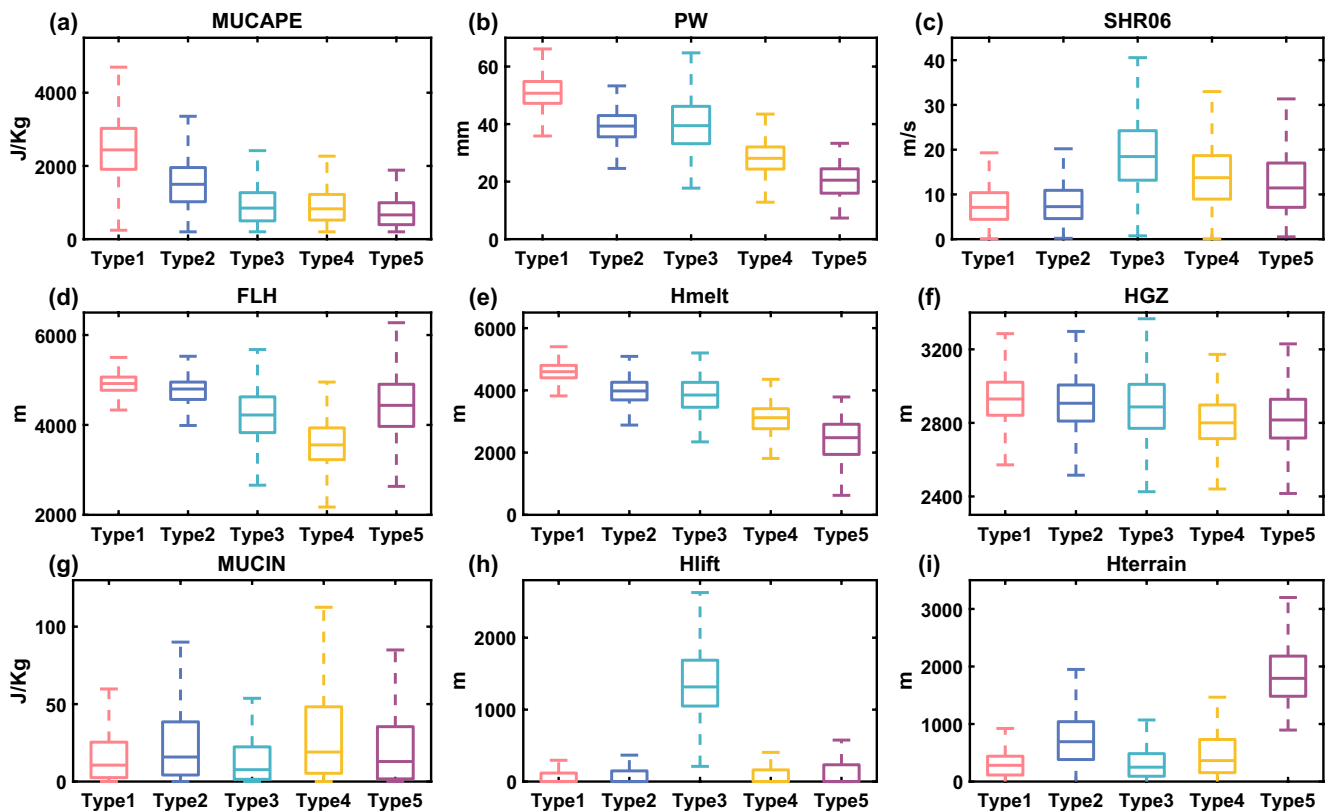 (a) MUCAPE
J/Kg
4000
2000
0
Type1 Type2 Type3 Type4 Type5
(b) PW
mm
60
40
20
0
Type1 Type2 Type3 Type4 Type5
(c) SHR06
m/s
40
30
20
10
0
Type1 Type2 Type3 Type4 Type5
(d) FLH
m
6000
4000
2000
Type1 Type2 Type3 Type4 Type5
(e) Hmelt
m
6000
4000
2000
0
Type1 Type2 Type3 Type4 Type5
(f) HGZ
m
3200
2800
2400
Type1 Type2 Type3 Type4 Type5
(g) MUCIN
J/Kg
100
50
0
Type1 Type2 Type3 Type4 Type5
(h) Hlift
m
2000
1000
0
Type1 Type2 Type3 Type4 Type5
(i) Hterrain
m
3000
2000
1000
0
Type1 Type2 Type3 Type4 Type5